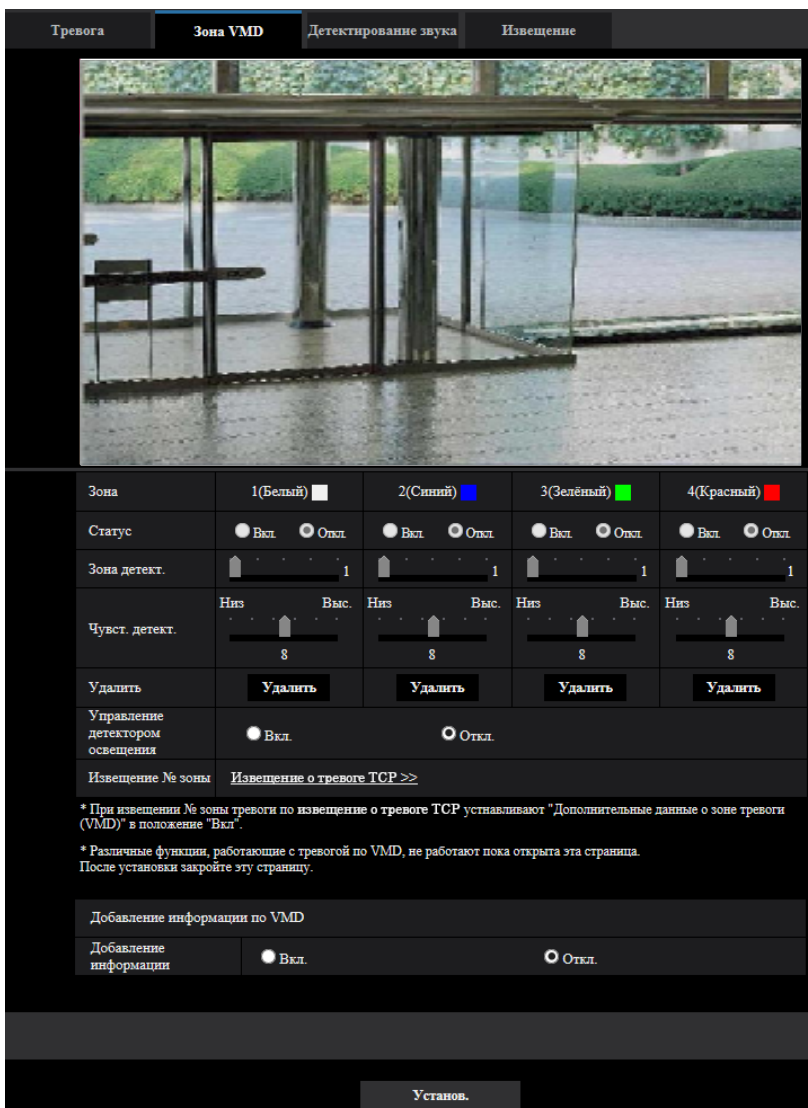 Тревога Зона VMD Детектирование звука Извещение
Зона 1(Белый) 2(Синий) 3(Зелёный) 4(Красный)
Статус Вкл. Откл. Вкл. Откл. Вкл. Откл. Вкл. Откл.
Зона детект. 1 1 1 1
Низ Выс. Низ Выс. Низ Выс. Низ Выс.
Чувст. детект.
8 8 8 8
Удалить Удалить Удалить Удалить Удалить
Управление
детектором
освещения
Вкл. Откл.
Извещение № зоны Извещение о тревоге TCP >>
* При извещении № зоны тревоги по извещение о тревоге TCP устнавливают "Дополнительные данные о зоне тревоги
(VMD)" в положение "Вкл".
* Различные функции, работающие с тревогой по VMD, не работают пока открыта эта страница.
После установки закройте эту страницу.
Добавление информации по VMD
Добавление
информации
Вкл. Откл.
Установ.